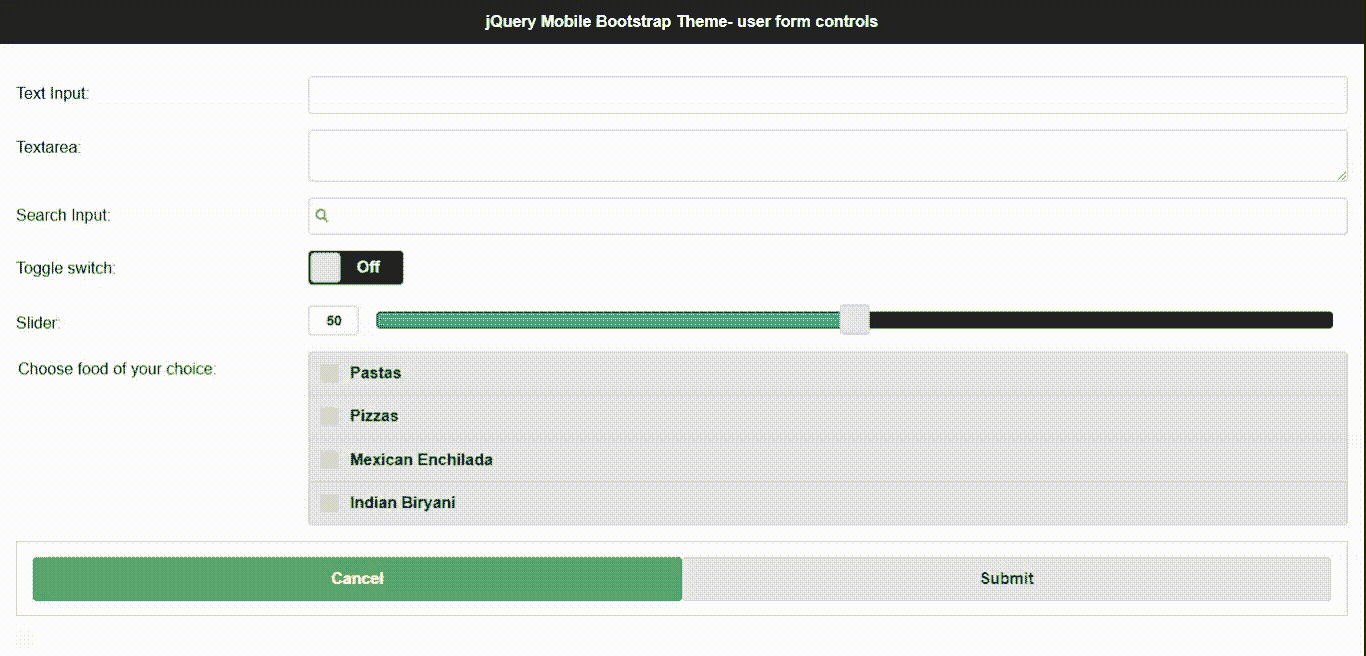 jQuery Mobile Bootstrap Theme- user form controls
Text Input:
Textarea:
Search Input:
Toggle switch:
Off
Slider:
50
Choose food of your choice:
Pastas
Pizzas
Mexican Enchilada
Indian Biryani
Cancel
Submit